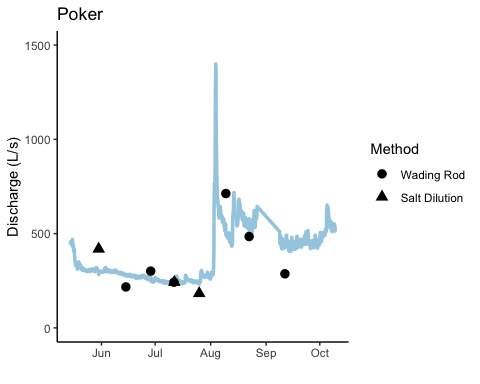 Poker
1500
1000
500
0
Discharge (L/s)
Jun Jul Aug Sep Oct
Method
Wading Rod
Salt Dilution